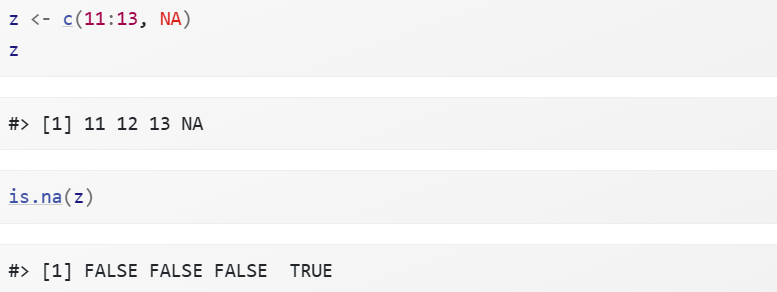 z <- c(11:13, NA)
z
#> [1] 11 12 13 NA
is.na(z)
#> [1] FALSE FALSE FALSE  TRUE